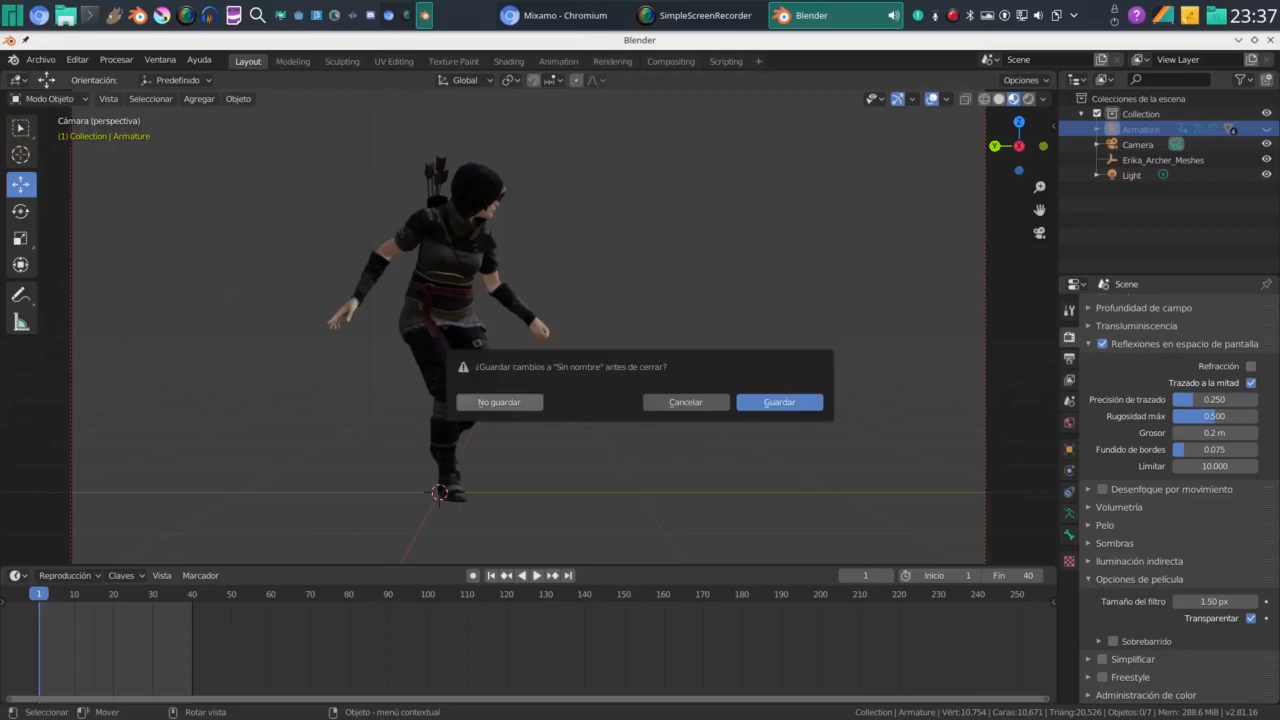 Mixamo - Chromium
SimpleScreenRecorder
Blender
23:37
Blender
Archivo
Editar
Procesar
Ventana
Ayuda
Layout
Modeling
Sculpting
UV Editing
Texture Paint
Shading
Animation
Rendering
Compositing
Scripting
Scene
View Layer
Orientación:
Predefinido
Global
Opciones
Modo Objeto
Vista
Seleccionar
Agregar
Objeto
Cámara (perspectiva)
(1) Collection | Armature
Z
Y
X
Colecciones de la escena
Collection
Armature
4
Camera
Erika_Archer_Meshes
Light
Scene
Profundidad de campo
Transluminiscencia
Reflexiones en espacio de pantalla
Refracción
Trazado a la mitad
Precisión de trazado 0.250
Rugosidad máx 0.500
Grosor 0.2 m
Fundido de bordes 0.075
Limitar 10.000
Desenfoque por movimiento
Volumetría
Pelo
Sombras
Iluminación indirecta
Opciones de película
Tamaño del filtro 1.50 px
Transparentar
Sobrebarrido
Simplificar
Freestyle
Administración de color
¿Guardar cambios a "Sin nombre" antes de cerrar?
No guardar
Cancelar
Guardar
Reproducción
Claves
Vista
Marcador
1
Inicio 1
Fin 40
1 10 20 30 40 50 60 70 80 90 100 110 120 130 140 150 160 170 180 190 200 210 220 230 240 250
Seleccionar
Mover
Rotar vista
Objeto - menú contextual
Collection | Armature | Vért:10,754 | Caras:10,671 | Triáng:20,526 | Objetos:0/7 | Mem: 288.6 MiB | v2.81.16